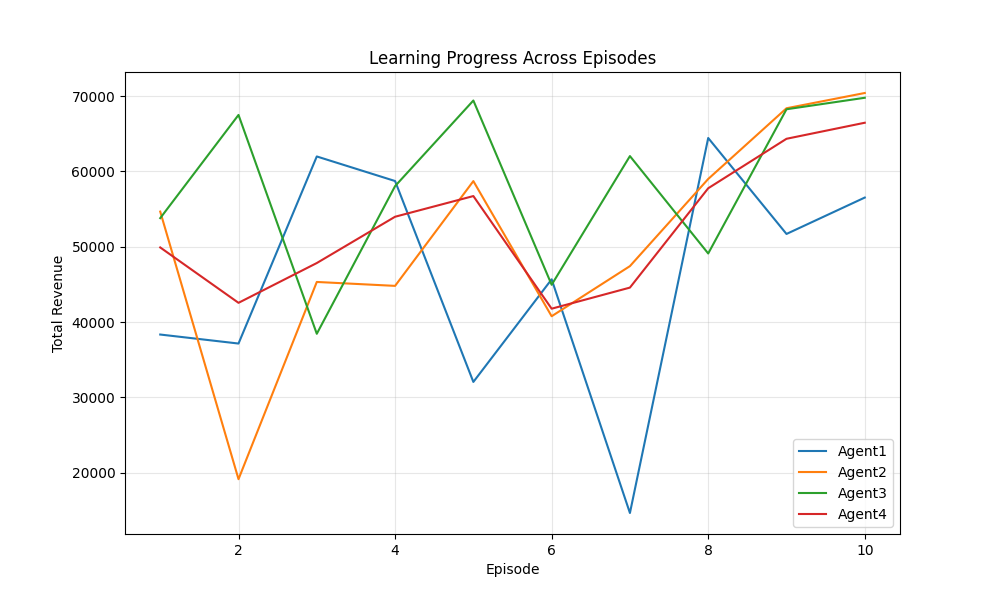 Learning Progress Across Episodes
70000
60000
50000
40000
30000
20000
Total Revenue
2
4
6
8
10
Episode
Agent1
Agent2
Agent3
Agent4